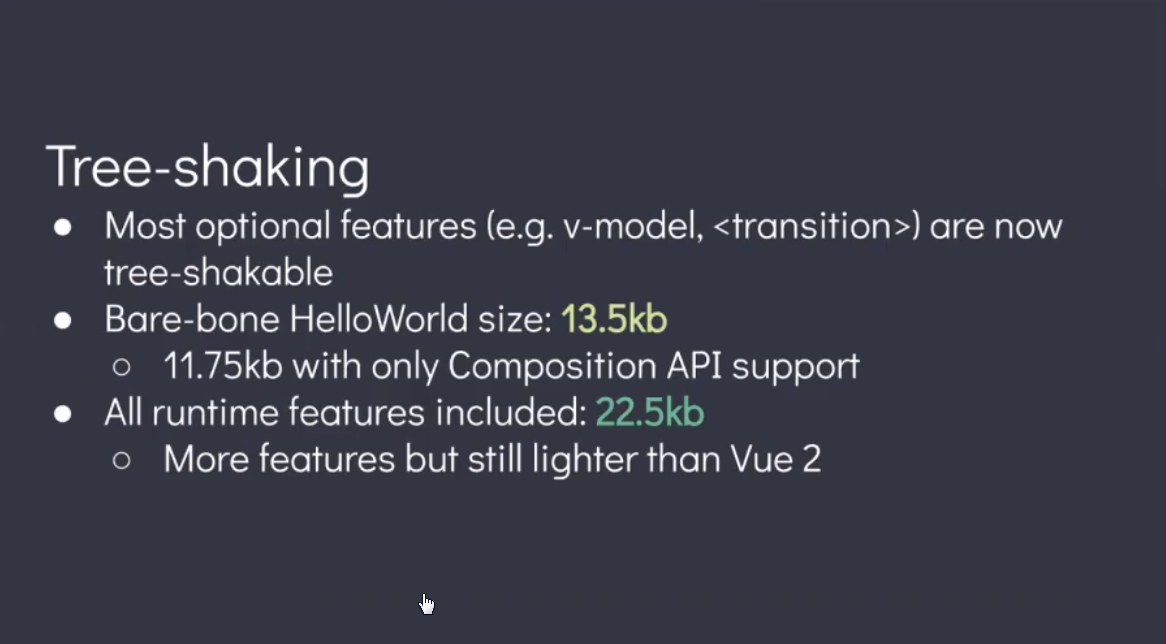 Tree-shaking
● Most optional features (e.g. v-model, <transition>) are now
tree-shakable
● Bare-bone HelloWorld size: 13.5kb
○ 11.75kb with only Composition API support
● All runtime features included: 22.5kb
○ More features but still lighter than Vue 2